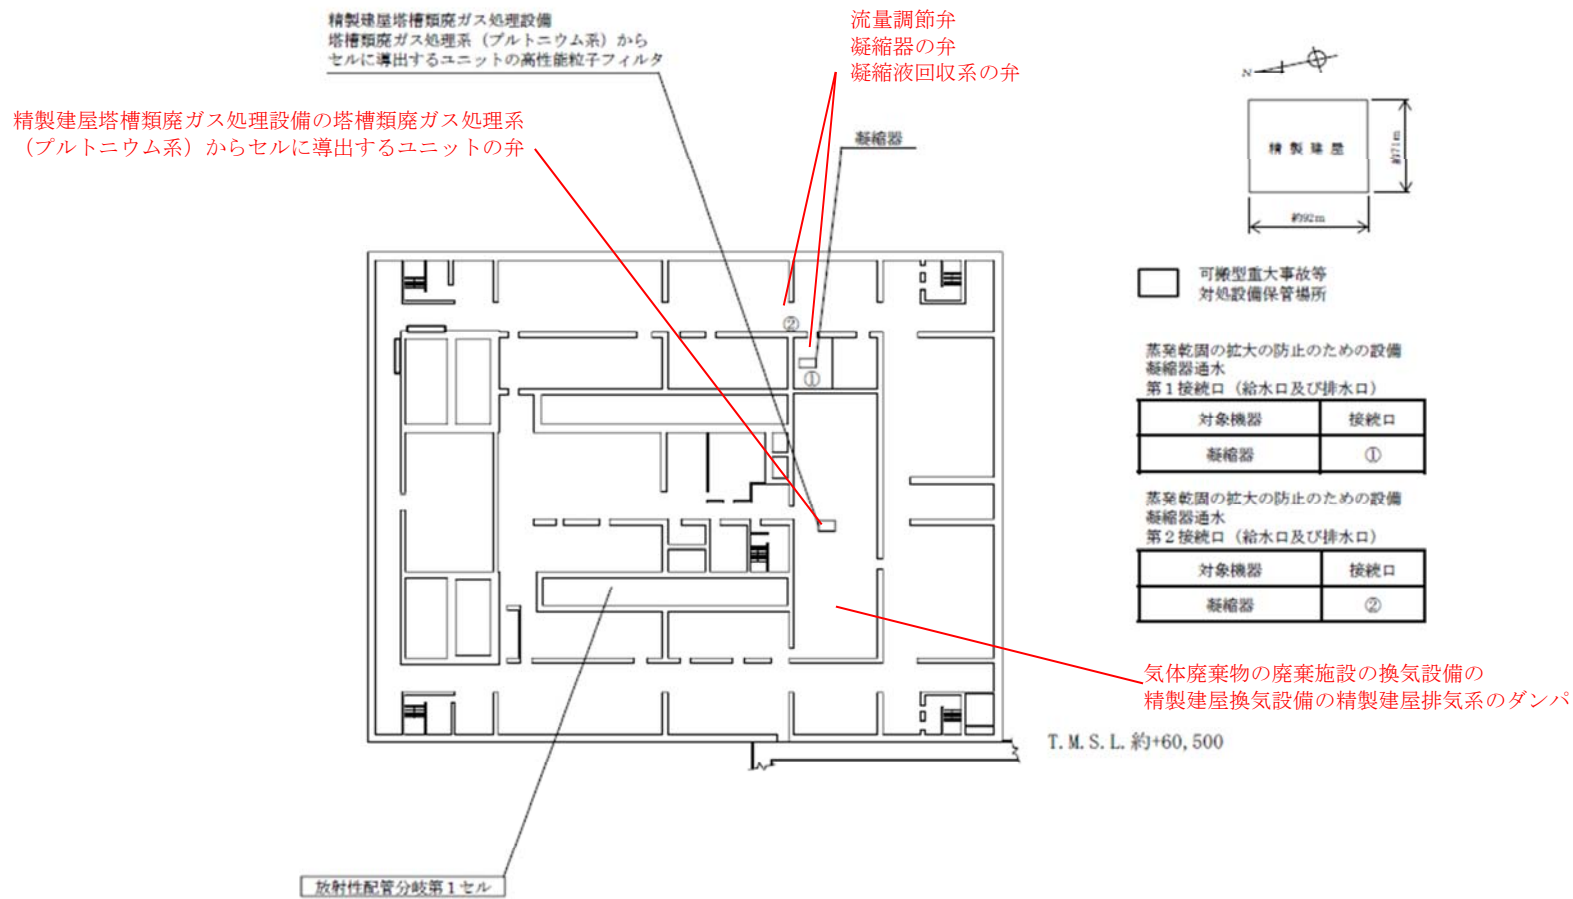 精製建屋塔槽類廃ガス処理設備
塔槽類廃ガス処理系（プルトニウム系）から
セルに導出するユニットの高性能粒子フィルタ
流量調節弁
凝縮器の弁
凝縮液回収系の弁
精製建屋塔槽類廃ガス処理設備の塔槽類廃ガス処理系
（プルトニウム系）からセルに導出するユニットの弁
凝縮器
N
精製建屋
約71m
約92m
可搬型重大事故等
対処設備保管場所
②
①
蒸発乾固の拡大の防止のための設備
凝縮器通水
第1接続口（給水口及び排水口）
対象機器 接続口
凝縮器 ①
蒸発乾固の拡大の防止のための設備
凝縮器通水
第2接続口（給水口及び排水口）
対象機器 接続口
凝縮器 ②
気体廃棄物の廃棄施設の換気設備の
精製建屋換気設備の精製建屋排気系のダンパ
T.M.S.L.約+60,500
放射性配管分岐第1セル